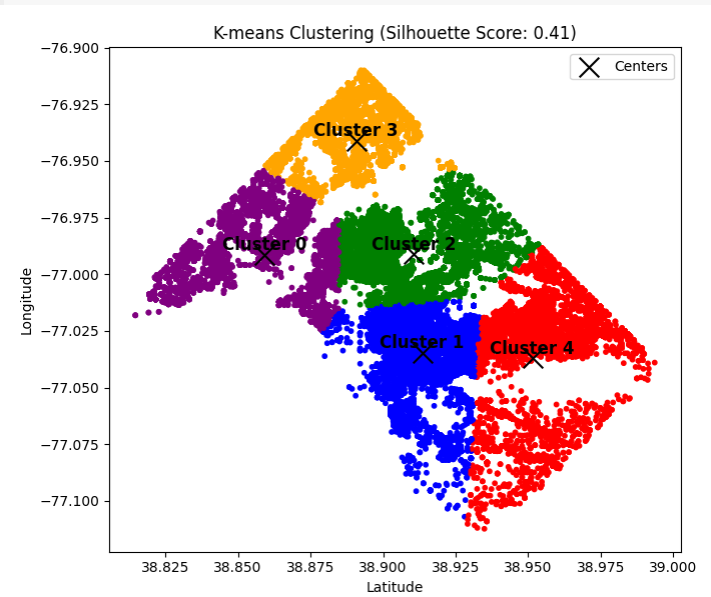 K-means Clustering (Silhouette Score: 0.41)
−76.900
−76.925
−76.950
−76.975
−77.000
−77.025
−77.050
−77.075
−77.100
Longitude
Centers
Cluster 3
Cluster 0
Cluster 2
Cluster 1
Cluster 4
38.825 38.850 38.875 38.900 38.925 38.950 38.975 39.000
Latitude